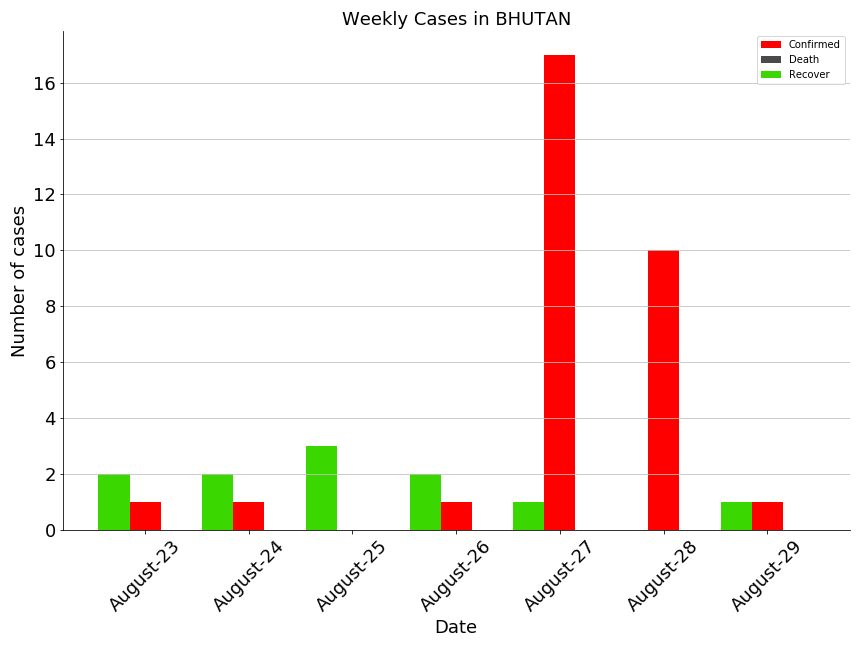 Weekly Cases in BHUTAN
Confirmed
Death
Recover
Number of cases
16
14
12
10
8
6
4
2
0
August-23
August-24
August-25
August-26
August-27
August-28
August-29
Date